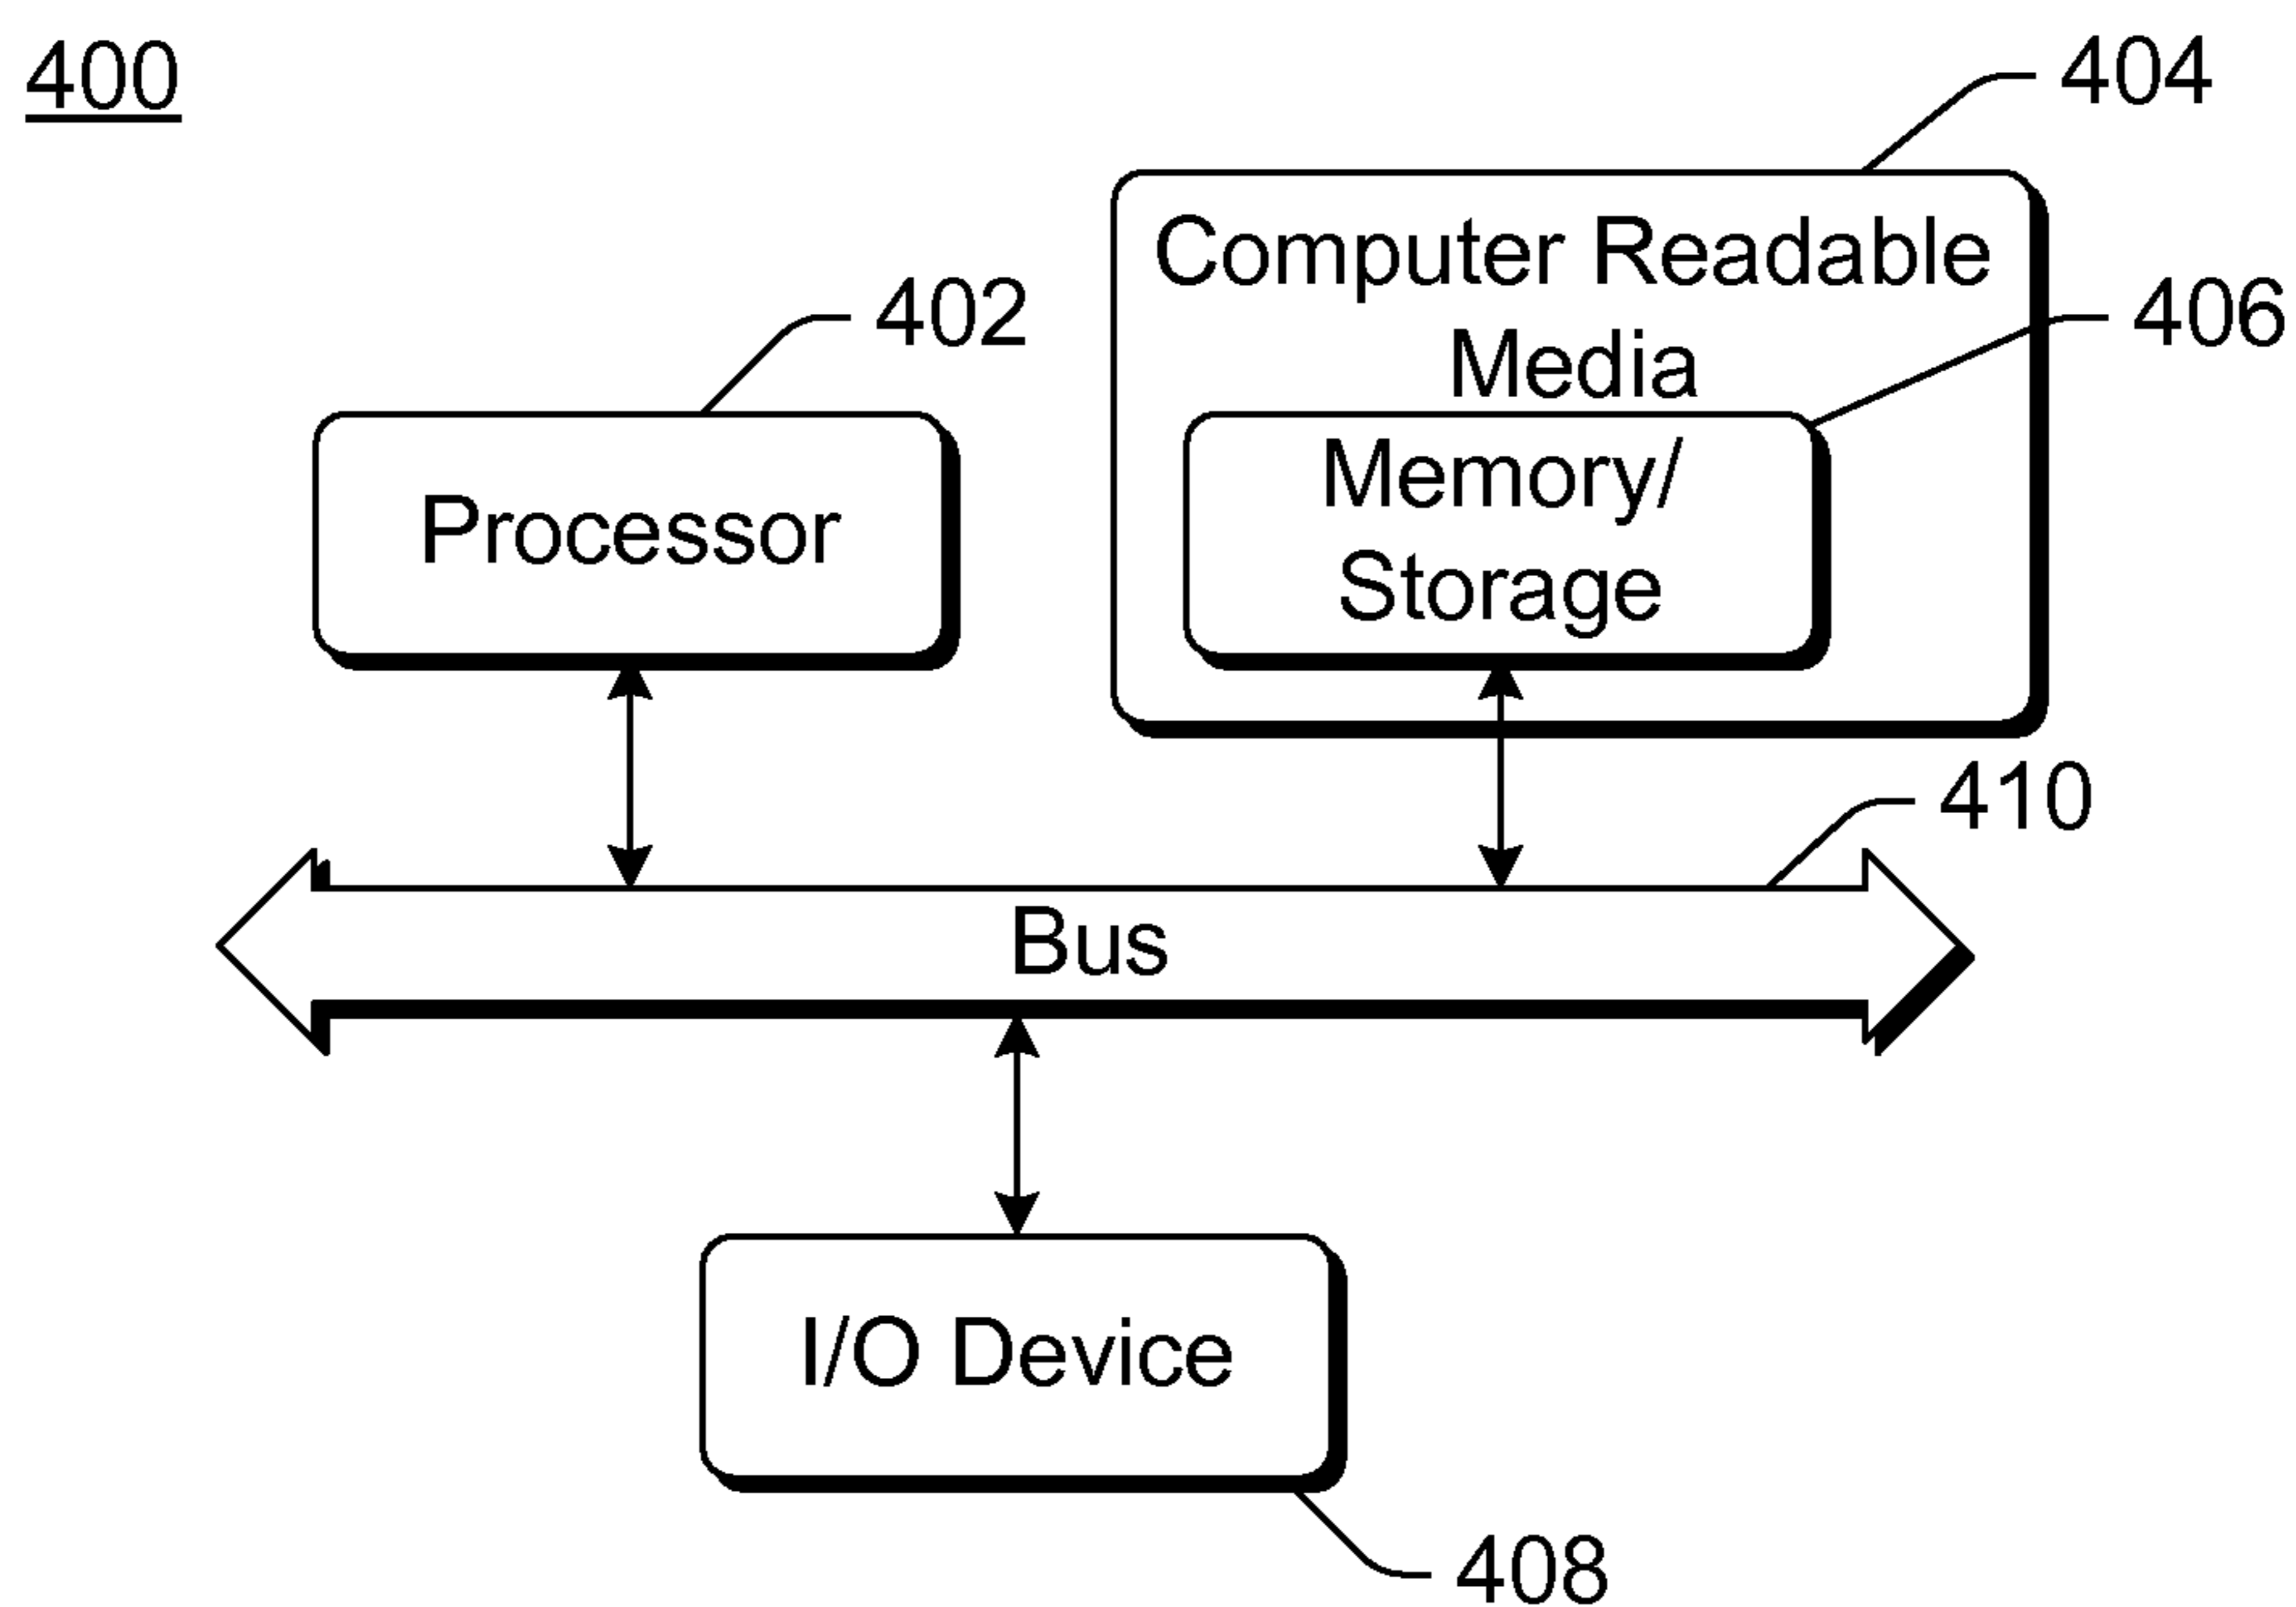 400
404
Computer Readable
402
406
Media
Memory/
Processor
Storage
410
Bus
I/O Device
408